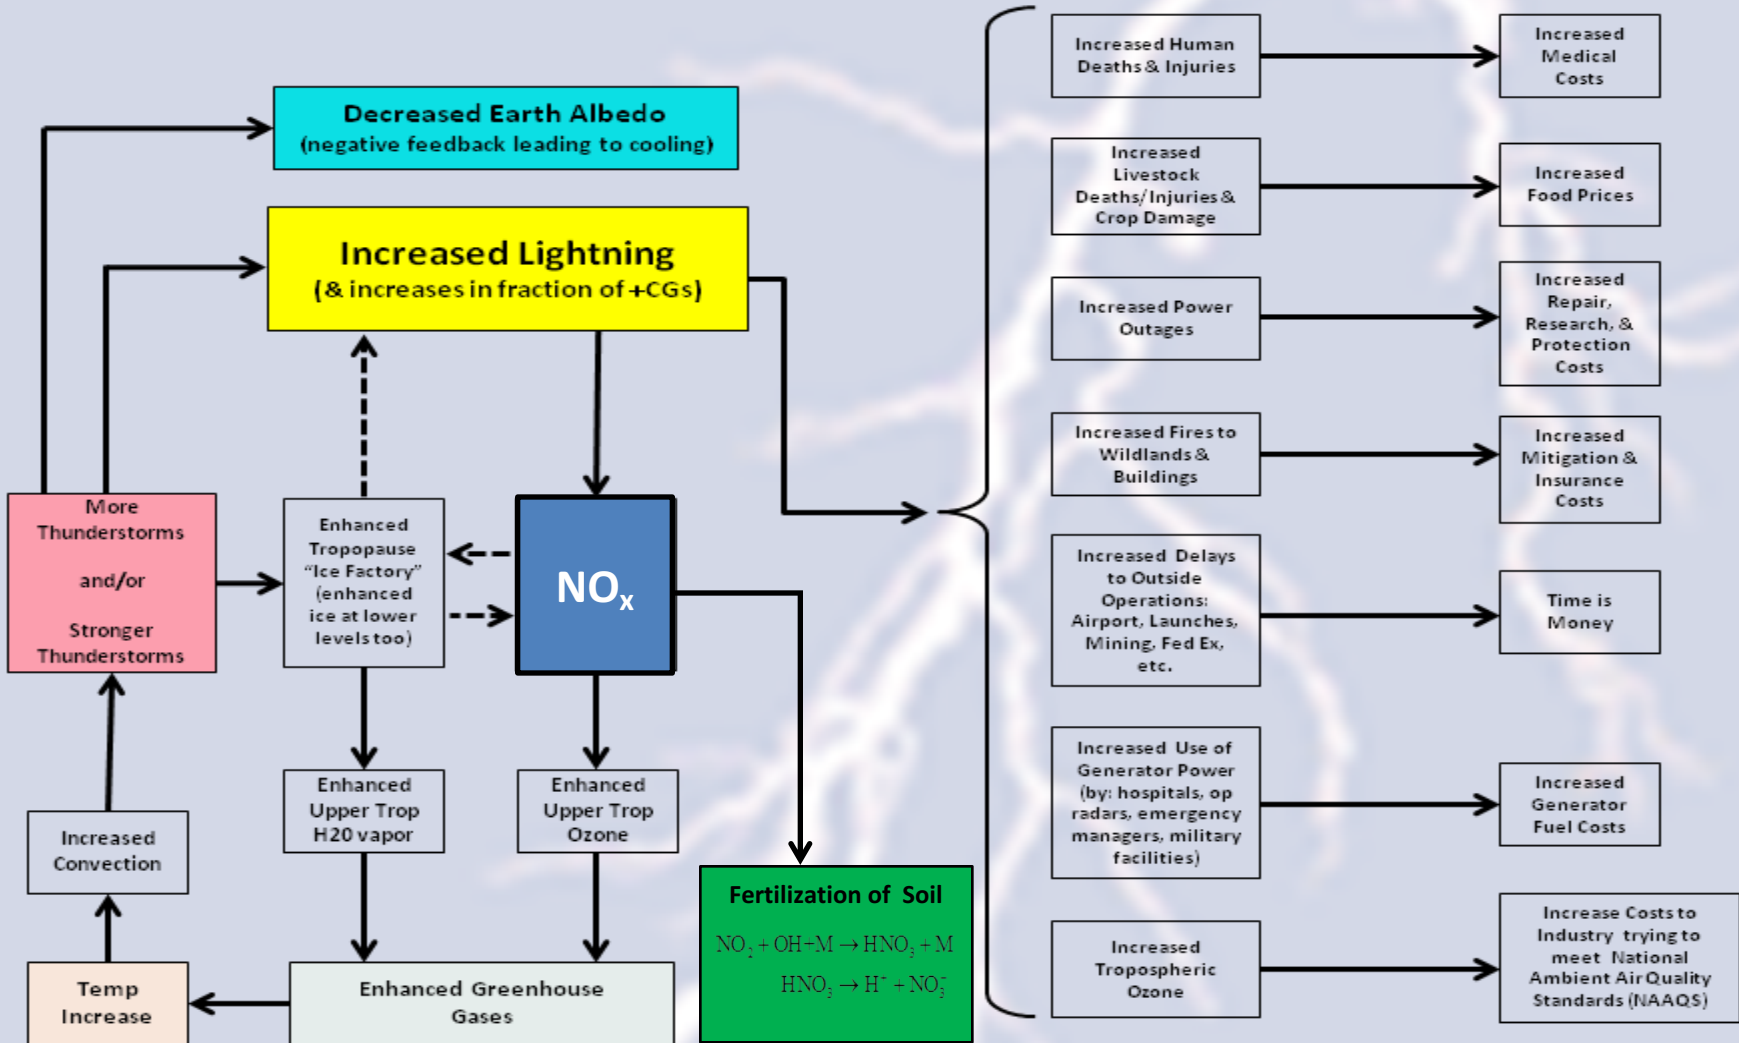 Decreased Earth Albedo
(negative feedback leading to cooling)
Increased Lightning
(& increases in fraction of +CGs)
More
Thunderstorms
and/or
Stronger
Thunderstorms
Enhanced
Tropopause
“Ice Factory”
(enhanced
ice at lower
levels too)
NOx
Enhanced
Upper Trop
H20 vapor
Enhanced
Upper Trop
Ozone
Increased
Convection
Temp
Increase
Enhanced Greenhouse
Gases
Fertilization of Soil
NO₂ + OH+M → HNO₃ + M
HNO₃ → H⁻ + NO₃⁻
Increased Human
Deaths & Injuries
Increased
Medical
Costs
Increased
Livestock
Deaths/Injuries &
Crop Damage
Increased
Food Prices
Increased Power
Outages
Increased
Repair,
Research, &
Protection
Costs
Increased Fires to
Wildlands &
Buildings
Increased
Mitigation &
Insurance
Costs
Increased Delays
to Outside
Operations:
Airport, Launches,
Mining, Fed Ex,
etc.
Time is
Money
Increased Use of
Generator Power
(by: hospitals, op
radars, emergency
managers, military
facilities)
Increased
Generator
Fuel Costs
Increased
Tropospheric
Ozone
Increase Costs to
Industry trying to
meet National
Ambient Air Quality
Standards (NAAQS)